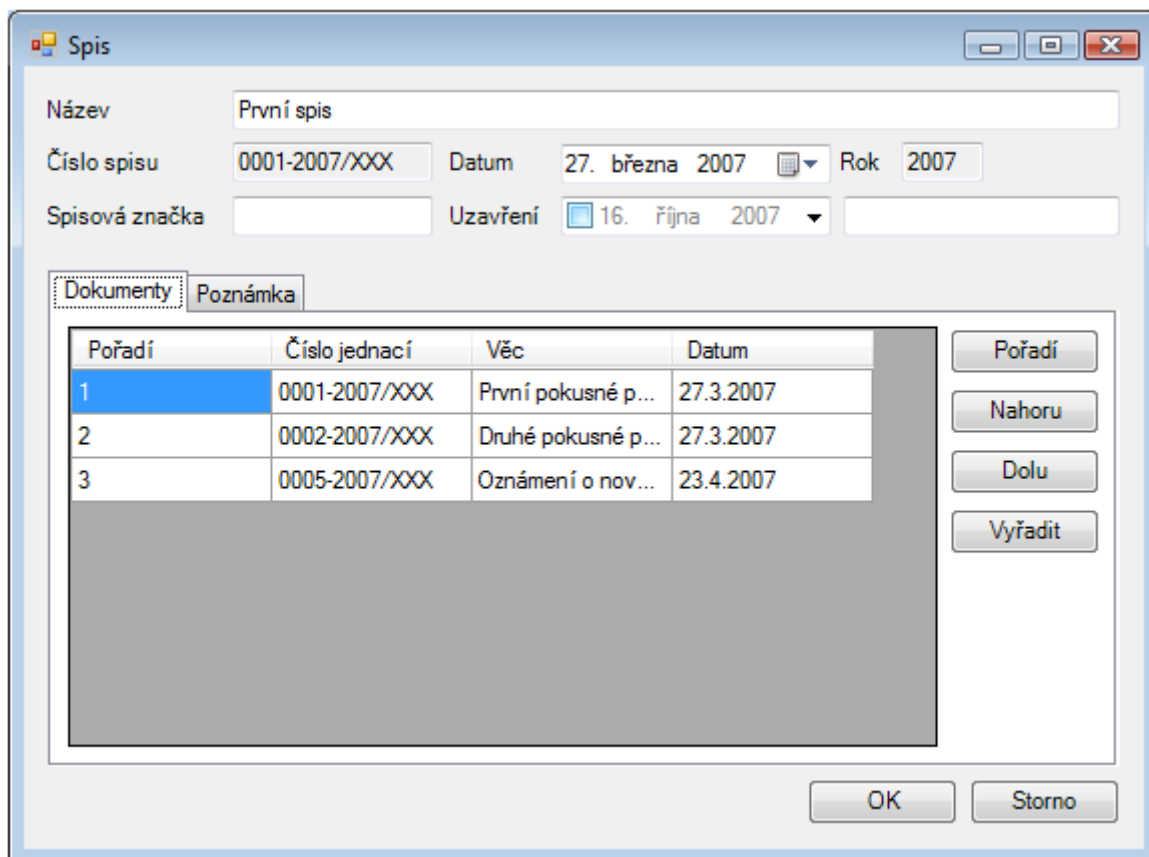 Spis
Název První spis
Číslo spisu 0001-2007/XXX Datum 27. března 2007 Rok 2007
Spisová značka Uzavření 16. října 2007
Dokumenty Poznámka
Pořadí Číslo jednací Věc Datum Pořadí
1 0001-2007/XXX První pokusné p... 27.3.2007
Nahoru
2 0002-2007/XXX Druhé pokusné p... 27.3.2007
3 0005-2007/XXX Oznámení o nov... 23.4.2007
Dolu
Vyřadit
OK Storno